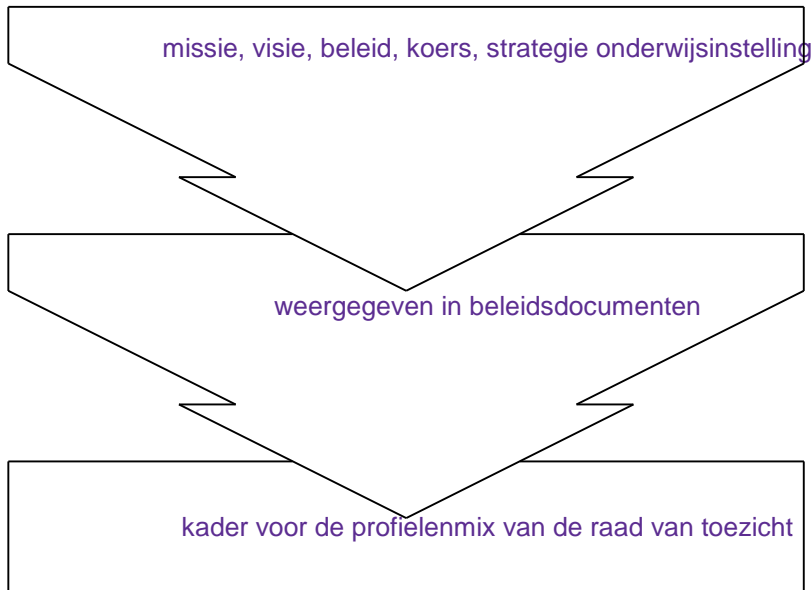 missie, visie, beleid, koers, strategie onderwijsinstelling
weergegeven in beleidsdocumenten
kader voor de profielenmix van de raad van toezicht